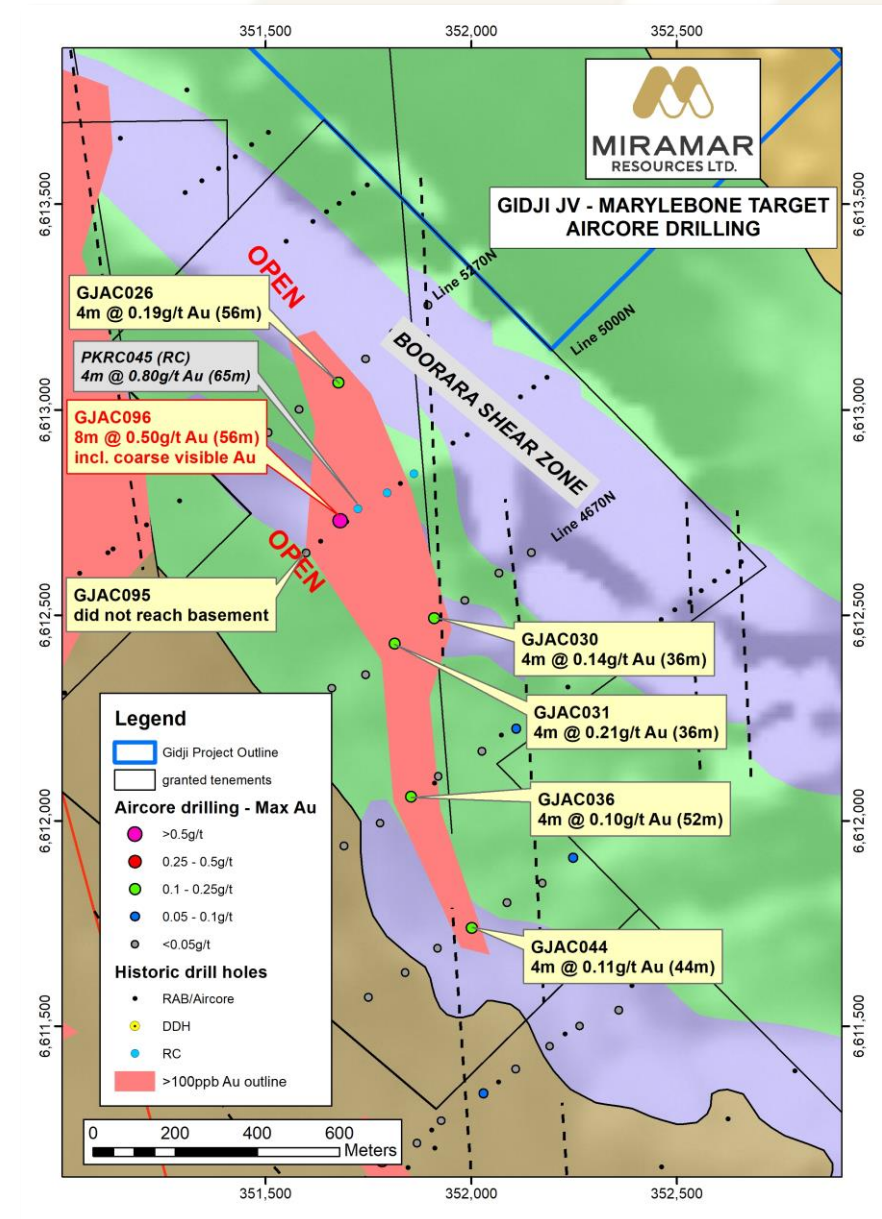 351,500
352,000
352,500
MIRAMAR
RESOURCES LTD.
GIDJI JV - MARYLEBONE TARGET
AIRCORE DRILLING
6,613,500
6,613,500
OPEN
Line 5270N
Line 5000N
GJAC026
4m @ 0.19g/t Au (56m)
PKRC045 (RC)
4m @ 0.80g/t Au (65m)
BOORARA SHEAR ZONE
6,613,000
6,613,000
GJAC096
8m @ 0.50g/t Au (56m)
incl. coarse visible Au
Line 4670N
OPEN
GJAC095
did not reach basement
6,612,500
6,612,500
GJAC030
4m @ 0.14g/t Au (36m)
GJAC031
4m @ 0.21g/t Au (36m)
GJAC036
4m @ 0.10g/t Au (52m)
6,612,000
6,612,000
GJAC044
4m @ 0.11g/t Au (44m)
6,611,500
6,611,500
Legend
Gidji Project Outline
granted tenements
Aircore drilling - Max Au
>0.5g/t
0.25 - 0.5g/t
0.1 - 0.25g/t
0.05 - 0.1g/t
<0.05g/t
Historic drill holes
RAB/Aircore
DDH
RC
>100ppb Au outline
0 200 400 600
Meters
351,500
352,000
352,500